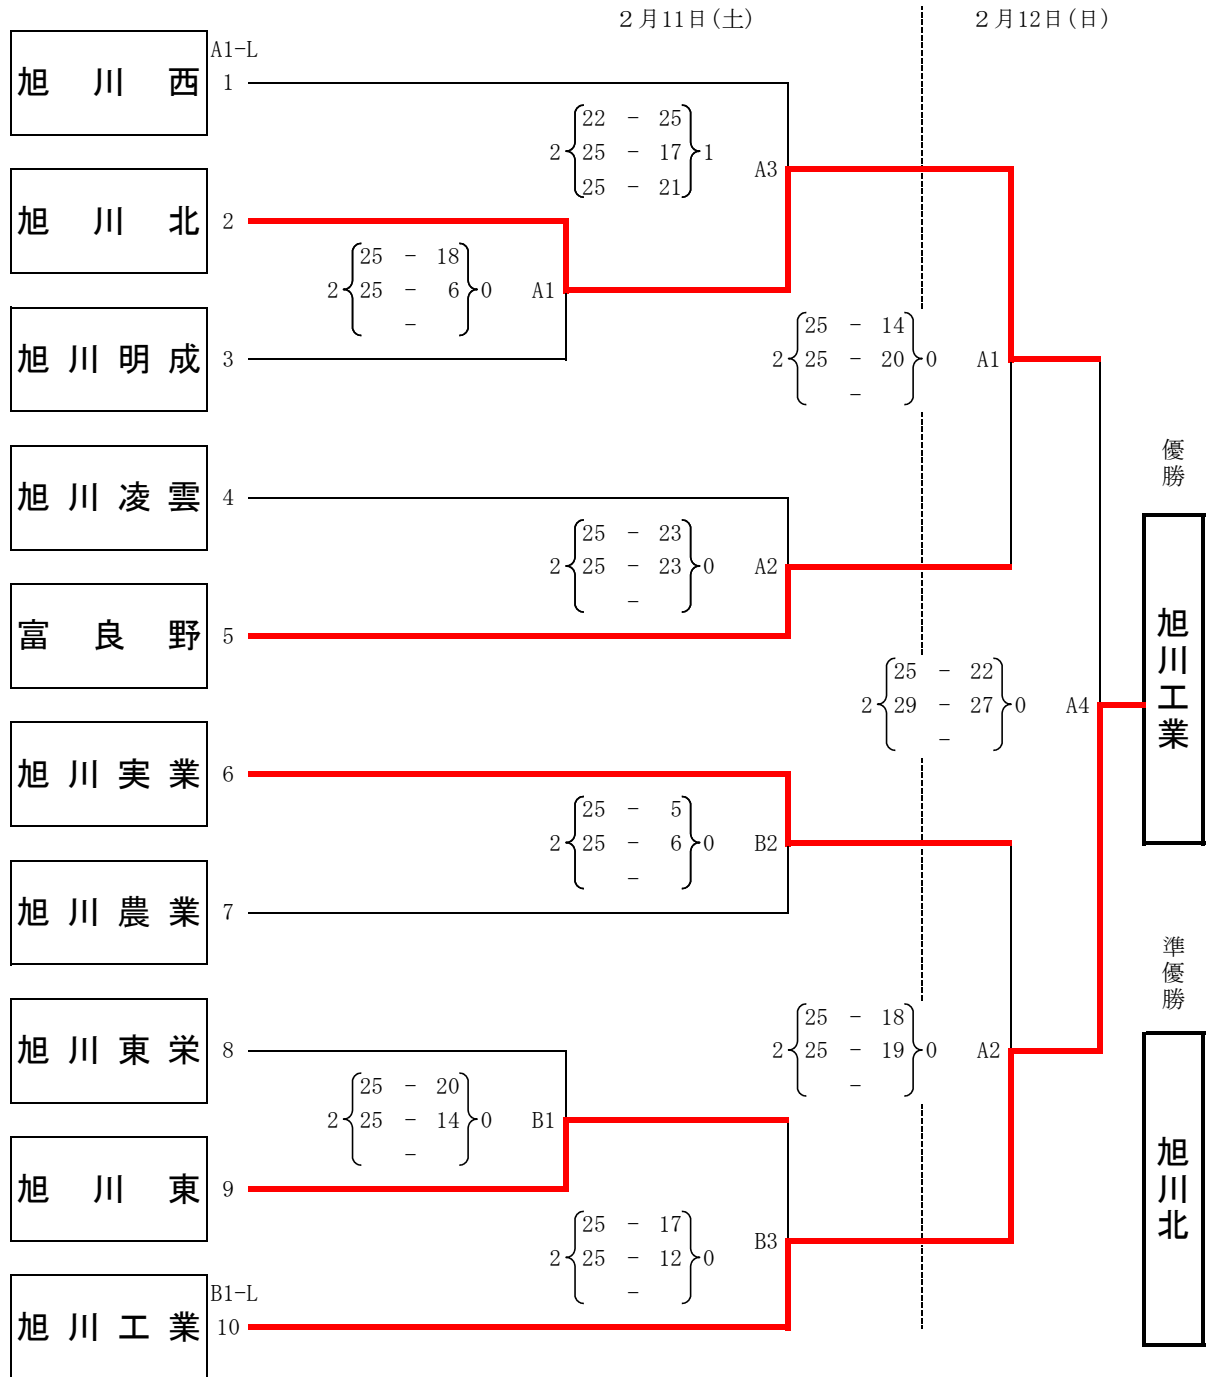 ２月11日(土)
２月12日(日)
A1-L
旭川西 1
22 - 25
2 25 - 17 1
25 - 21
A3
旭川北 2
25 - 18
2 25 - 6 0
-
A1
旭川明成 3
25 - 14
2 25 - 20 0
-
A1
旭川凌雲 4
25 - 23
2 25 - 23 0
-
A2
富良野 5
25 - 22
2 29 - 27 0
-
A4
旭川実業 6
25 - 5
2 25 - 6 0
-
B2
旭川農業 7
25 - 18
2 25 - 19 0
-
A2
旭川東栄 8
25 - 20
2 25 - 14 0
-
B1
旭川東 9
25 - 17
2 25 - 12 0
-
B3
B1-L
旭川工業 10
優勝
旭川工業
準優勝
旭川北